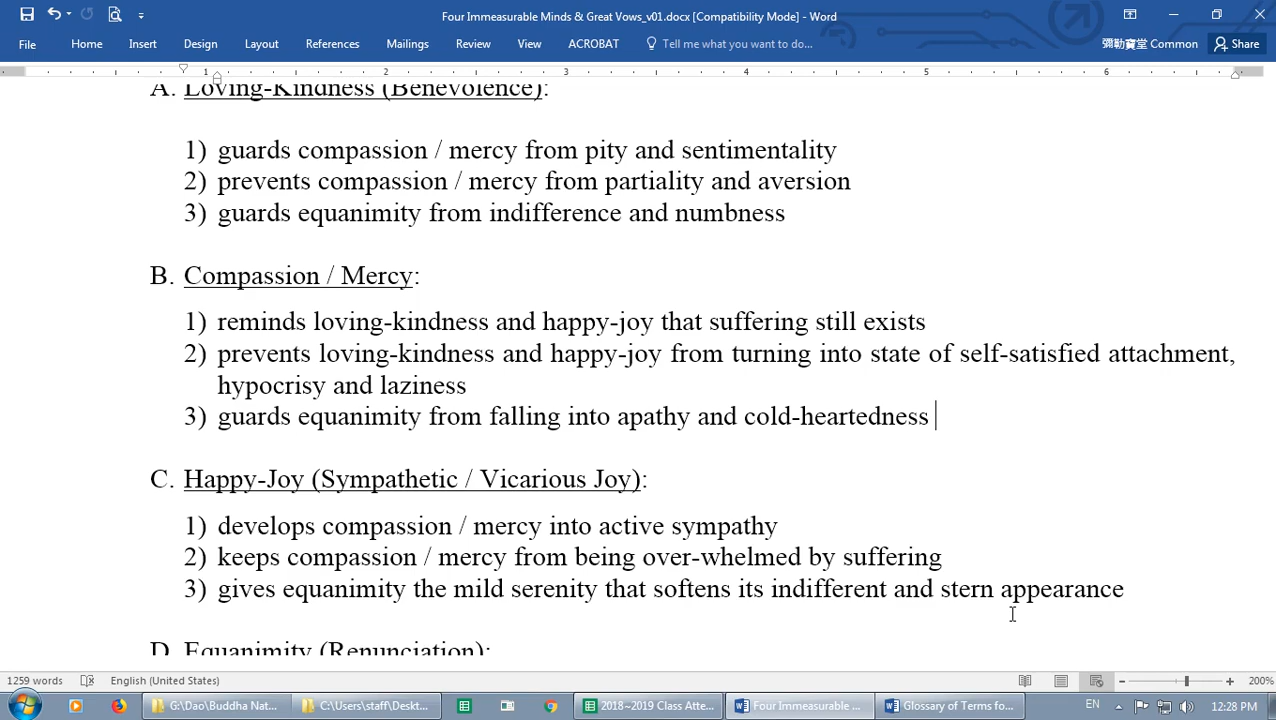 Four Immeasurable Minds & Great Vows_v01.docx [Compatibility Mode] - Word
File Home Insert Design Layout References Mailings Review View ACROBAT Tell me what you want to do... 彌勒寶堂 Common Share
1 2 3 4 5 6
A. Loving-Kindness (Benevolence):
1) guards compassion / mercy from pity and sentimentality
2) prevents compassion / mercy from partiality and aversion
3) guards equanimity from indifference and numbness
B. Compassion / Mercy:
1) reminds loving-kindness and happy-joy that suffering still exists
2) prevents loving-kindness and happy-joy from turning into state of self-satisfied attachment,
hypocrisy and laziness
3) guards equanimity from falling into apathy and cold-heartedness
C. Happy-Joy (Sympathetic / Vicarious Joy):
1) develops compassion / mercy into active sympathy
2) keeps compassion / mercy from being over-whelmed by suffering
3) gives equanimity the mild serenity that softens its indifferent and stern appearance
D. Equanimity (Renunciation):
1259 words English (United States) 200%
G:\Dao\Buddha Nat... C:\Users\staff\Deskt... 2018~2019 Class Atte... Four Immeasurable ... Glossary of Terms fo... EN 12:28 PM